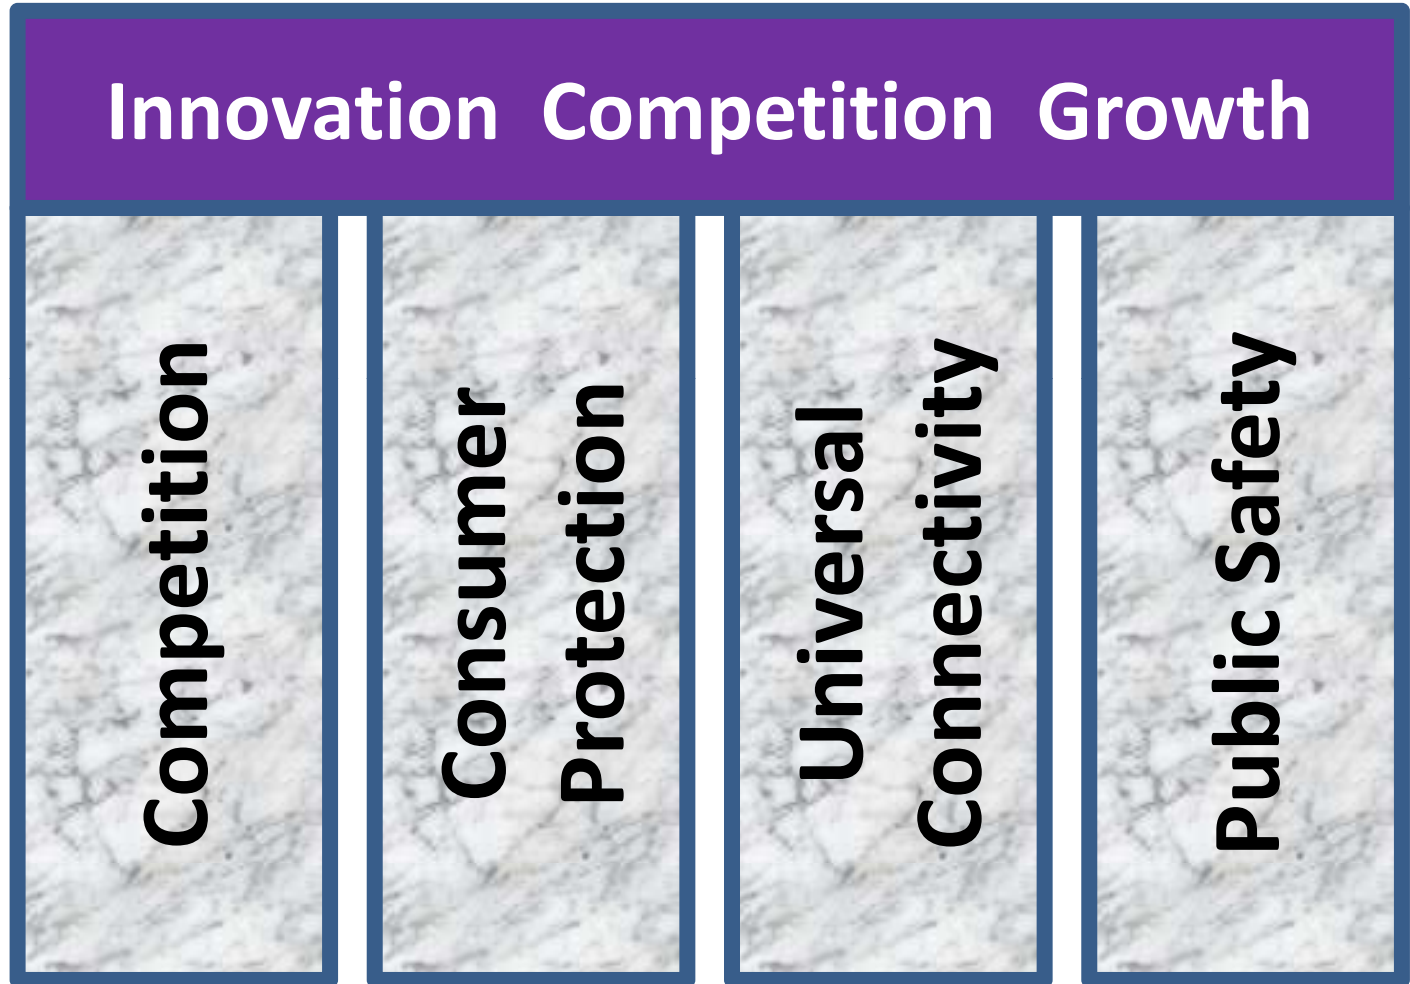 Innovation Competition Growth
Competition
Consumer
Protection
Universal
Connectivity
Public Safety